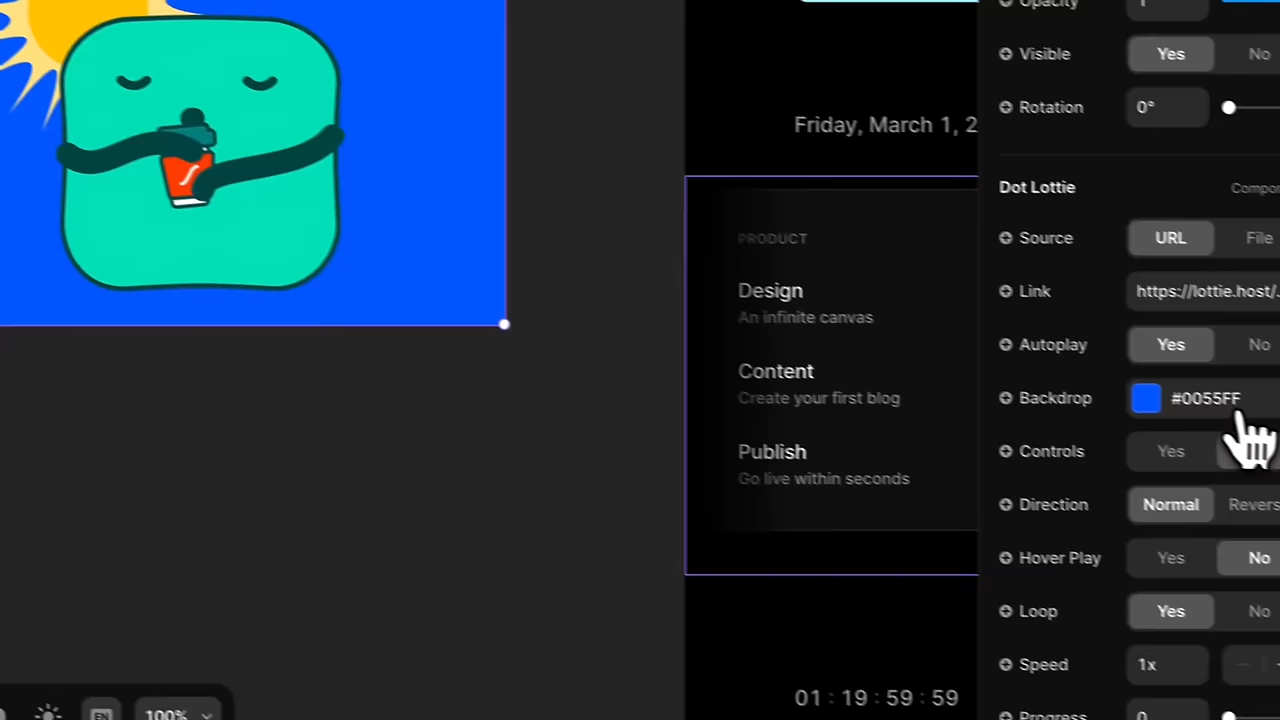 Opacity
1
Visible
Yes
No
Rotation
0°
Friday, March 1, 2
Dot Lottie
Source
URL
File
PRODUCT
Link
https://lottie.host/.
Design
An infinite canvas
Autoplay
Yes
No
Content
Create your first blog
Backdrop
#0055FF
Controls
Yes
Publish
Go live within seconds
Direction
Normal
Hover Play
Yes
No
Loop
Yes
No
Speed
1x
01 : 19 : 59 : 59
Progress
0
EN
100%